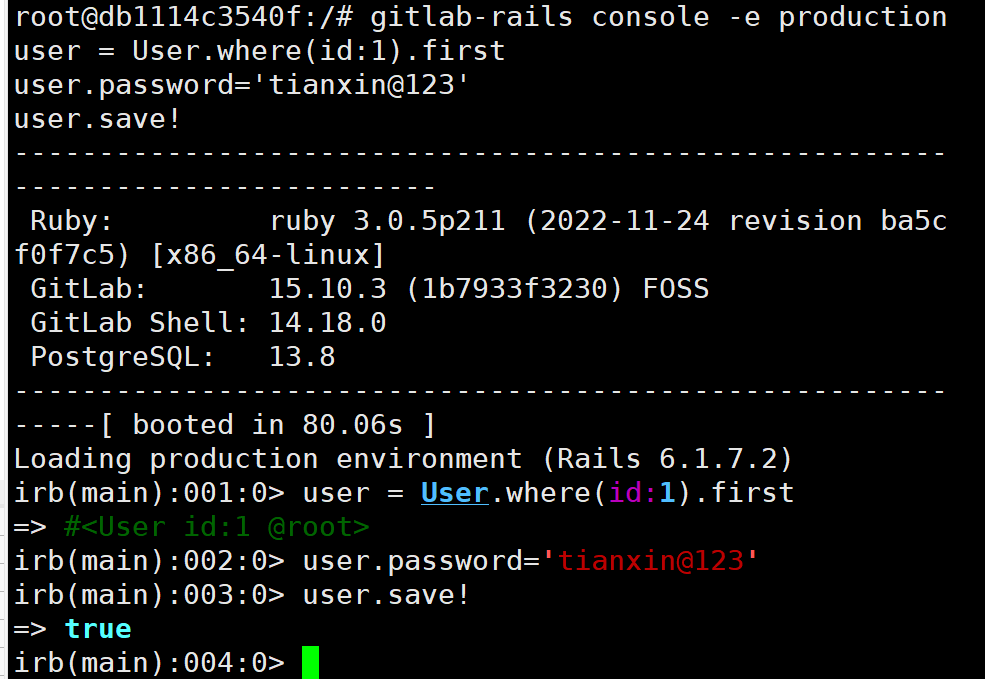 root@db1114c3540f:/# gitlab-rails console -e production
user = User.where(id:1).first
user.password='tianxin@123'
user.save!
--------------------------------------------------------
-------------------------
 Ruby:         ruby 3.0.5p211 (2022-11-24 revision ba5c
f0f7c5) [x86_64-linux]
 GitLab:       15.10.3 (1b7933f3230) FOSS
 GitLab Shell: 14.18.0
 PostgreSQL:   13.8
--------------------------------------------------------
-----[ booted in 80.06s ]
Loading production environment (Rails 6.1.7.2)
irb(main):001:0> user = User.where(id:1).first
=> #<User id:1 @root>
irb(main):002:0> user.password='tianxin@123'
irb(main):003:0> user.save!
=> true
irb(main):004:0>